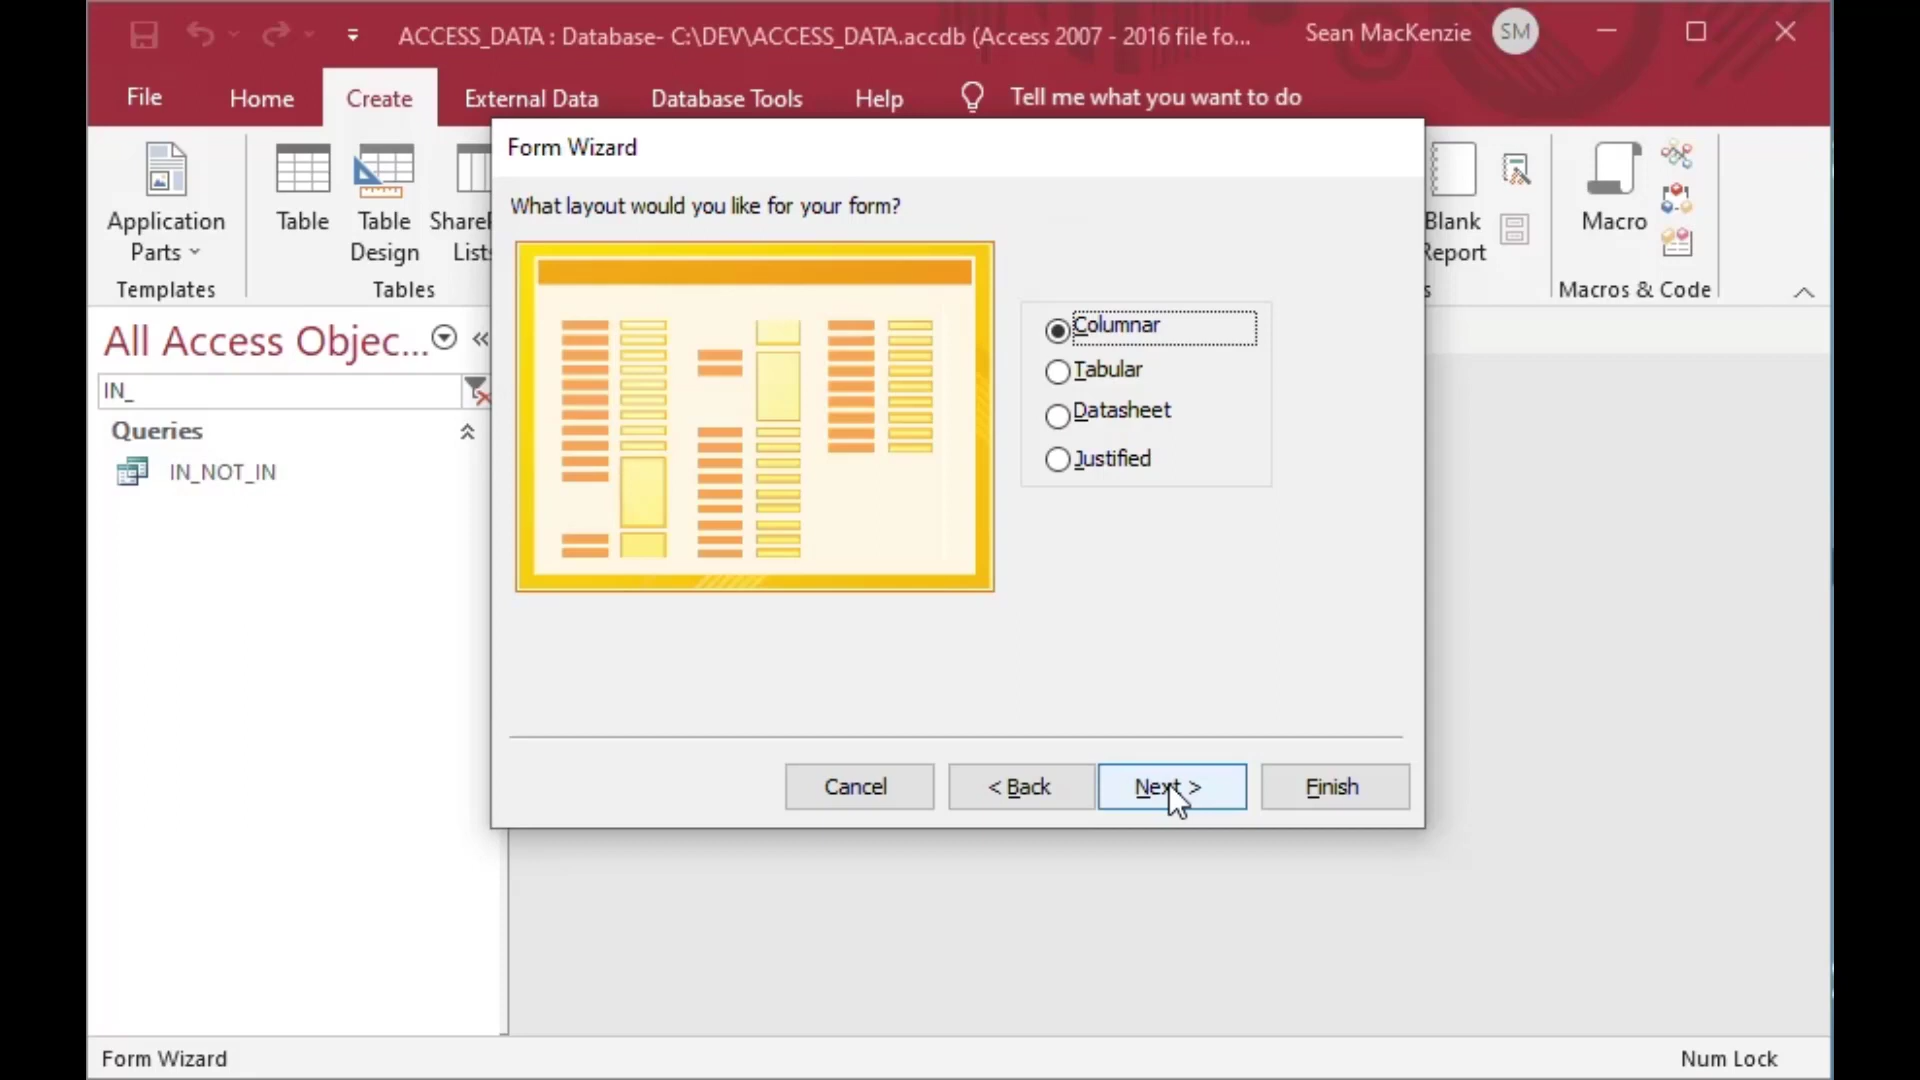 ACCESS_DATA : Database- C:\DEV\ACCESS_DATA.accdb (Access 2007 - 2016 file fo...
Sean MacKenzie
SM
File
Home
Create
External Data
Database Tools
Help
Tell me what you want to do
Application
Parts
Templates
Table
Table
Design
Tables
Blank
Report
Macro
Macros & Code
Form Wizard
What layout would you like for your form?
Columnar
Tabular
Datasheet
Justified
Cancel
< Back
Next >
Finish
All Access Objec...
IN_
Queries
IN_NOT_IN
Form Wizard
Num Lock